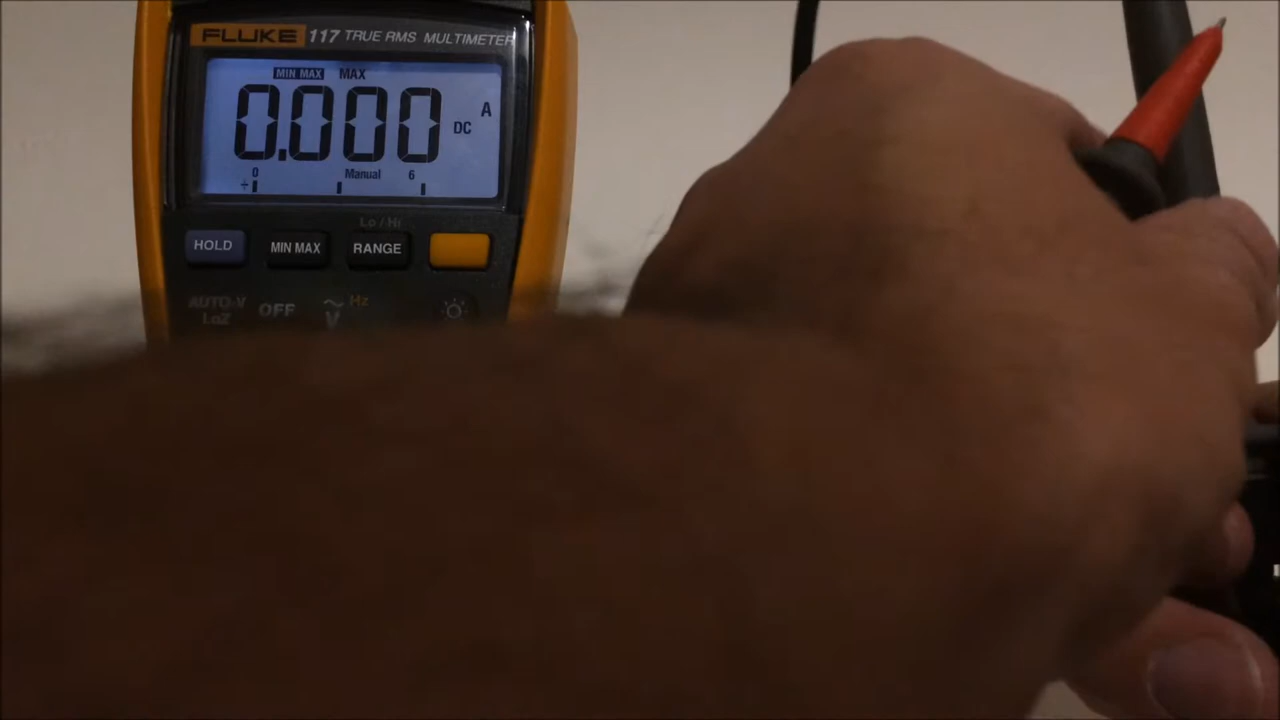 FLUKE 117 TRUE RMS MULTIMETER
MIN MAX MAX
0.000 DC A
0 Manual 6
Lo / Hi
HOLD MIN MAX RANGE
AUTO-V LoZ OFF V Hz